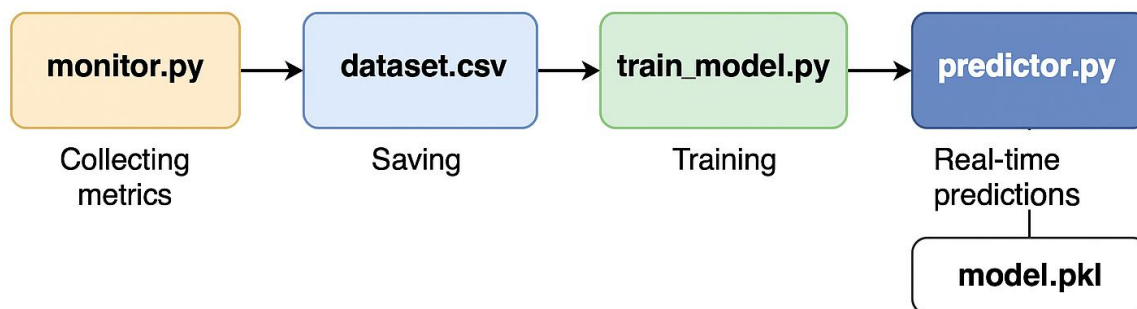 monitor.py
dataset.csv
train_model.py
predictor.py
Collecting
metrics
Saving
Training
Real-time
predictions
model.pkl